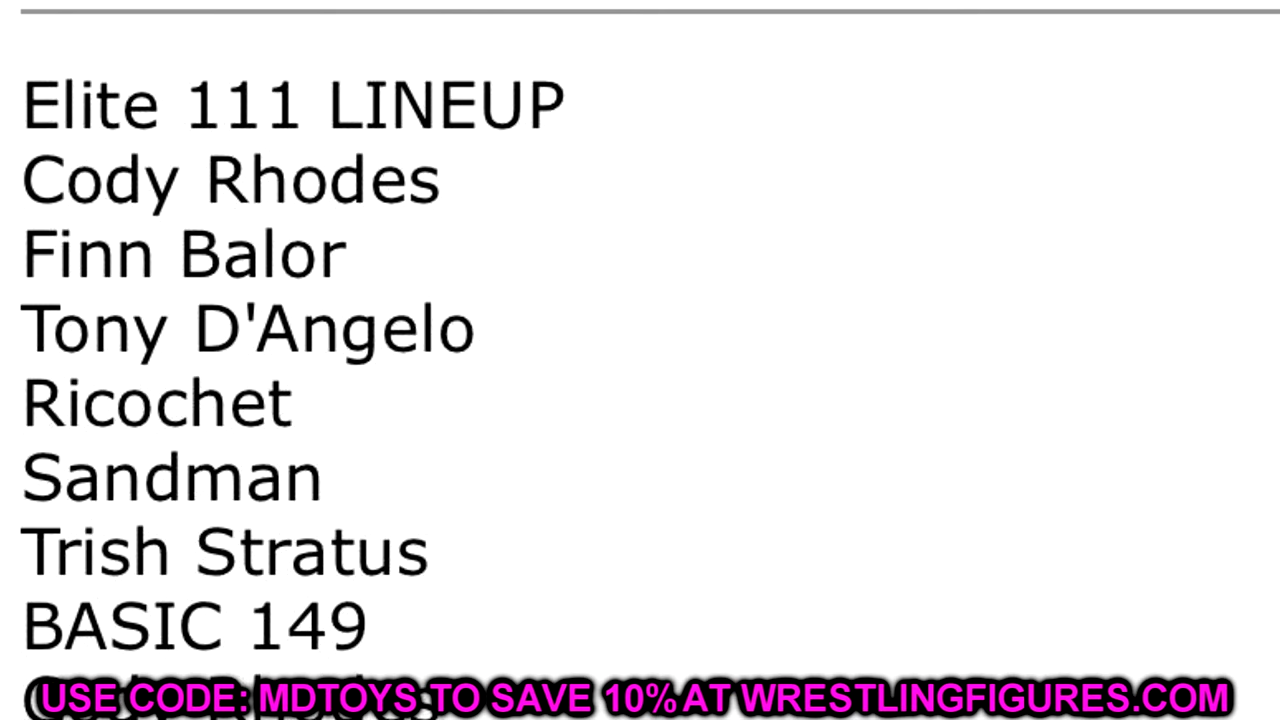 Elite 111 LINEUP
Cody Rhodes
Finn Balor
Tony D'Angelo
Ricochet
Sandman
Trish Stratus
BASIC 149
USE CODE: MDTOYS TO SAVE 10% AT WRESTLINGFIGURES.COM